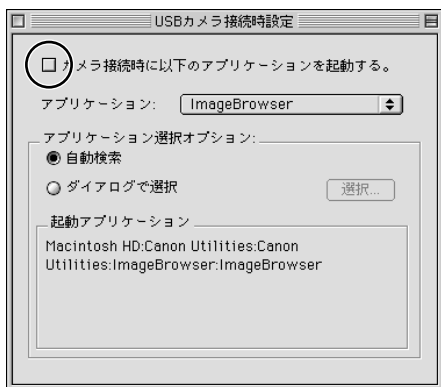 USBカメラ接続時設定
カメラ接続時に以下のアプリケーションを起動する。
アプリケーション: ImageBrowser
アプリケーション選択オプション:
自動検索
ダイアログで選択
選択...
起動アプリケーション
Macintosh HD:Canon Utilities:Canon
Utilities:ImageBrowser:ImageBrowser